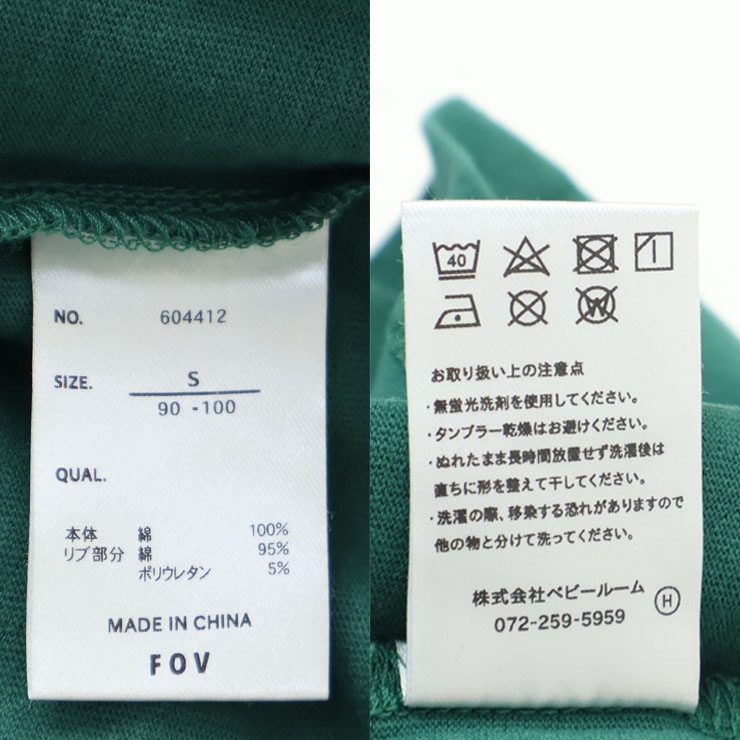 NO. 604412
SIZE. S
90 -100
QUAL.
本体 綿 100%
リブ部分 綿 95%
ポリウレタン 5%
MADE IN CHINA
FOV
40
W
お取り扱い上の注意点
・無蛍光洗剤を使用してください。
・タンブラー乾燥はお避けください。
・ぬれたまま長時間放置せず洗濯後は
直ちに形を整えて干してください。
・洗濯の際、移染する恐れがありますので
他の物と分けて洗ってください。
株式会社ベビールーム
072-259-5959
H